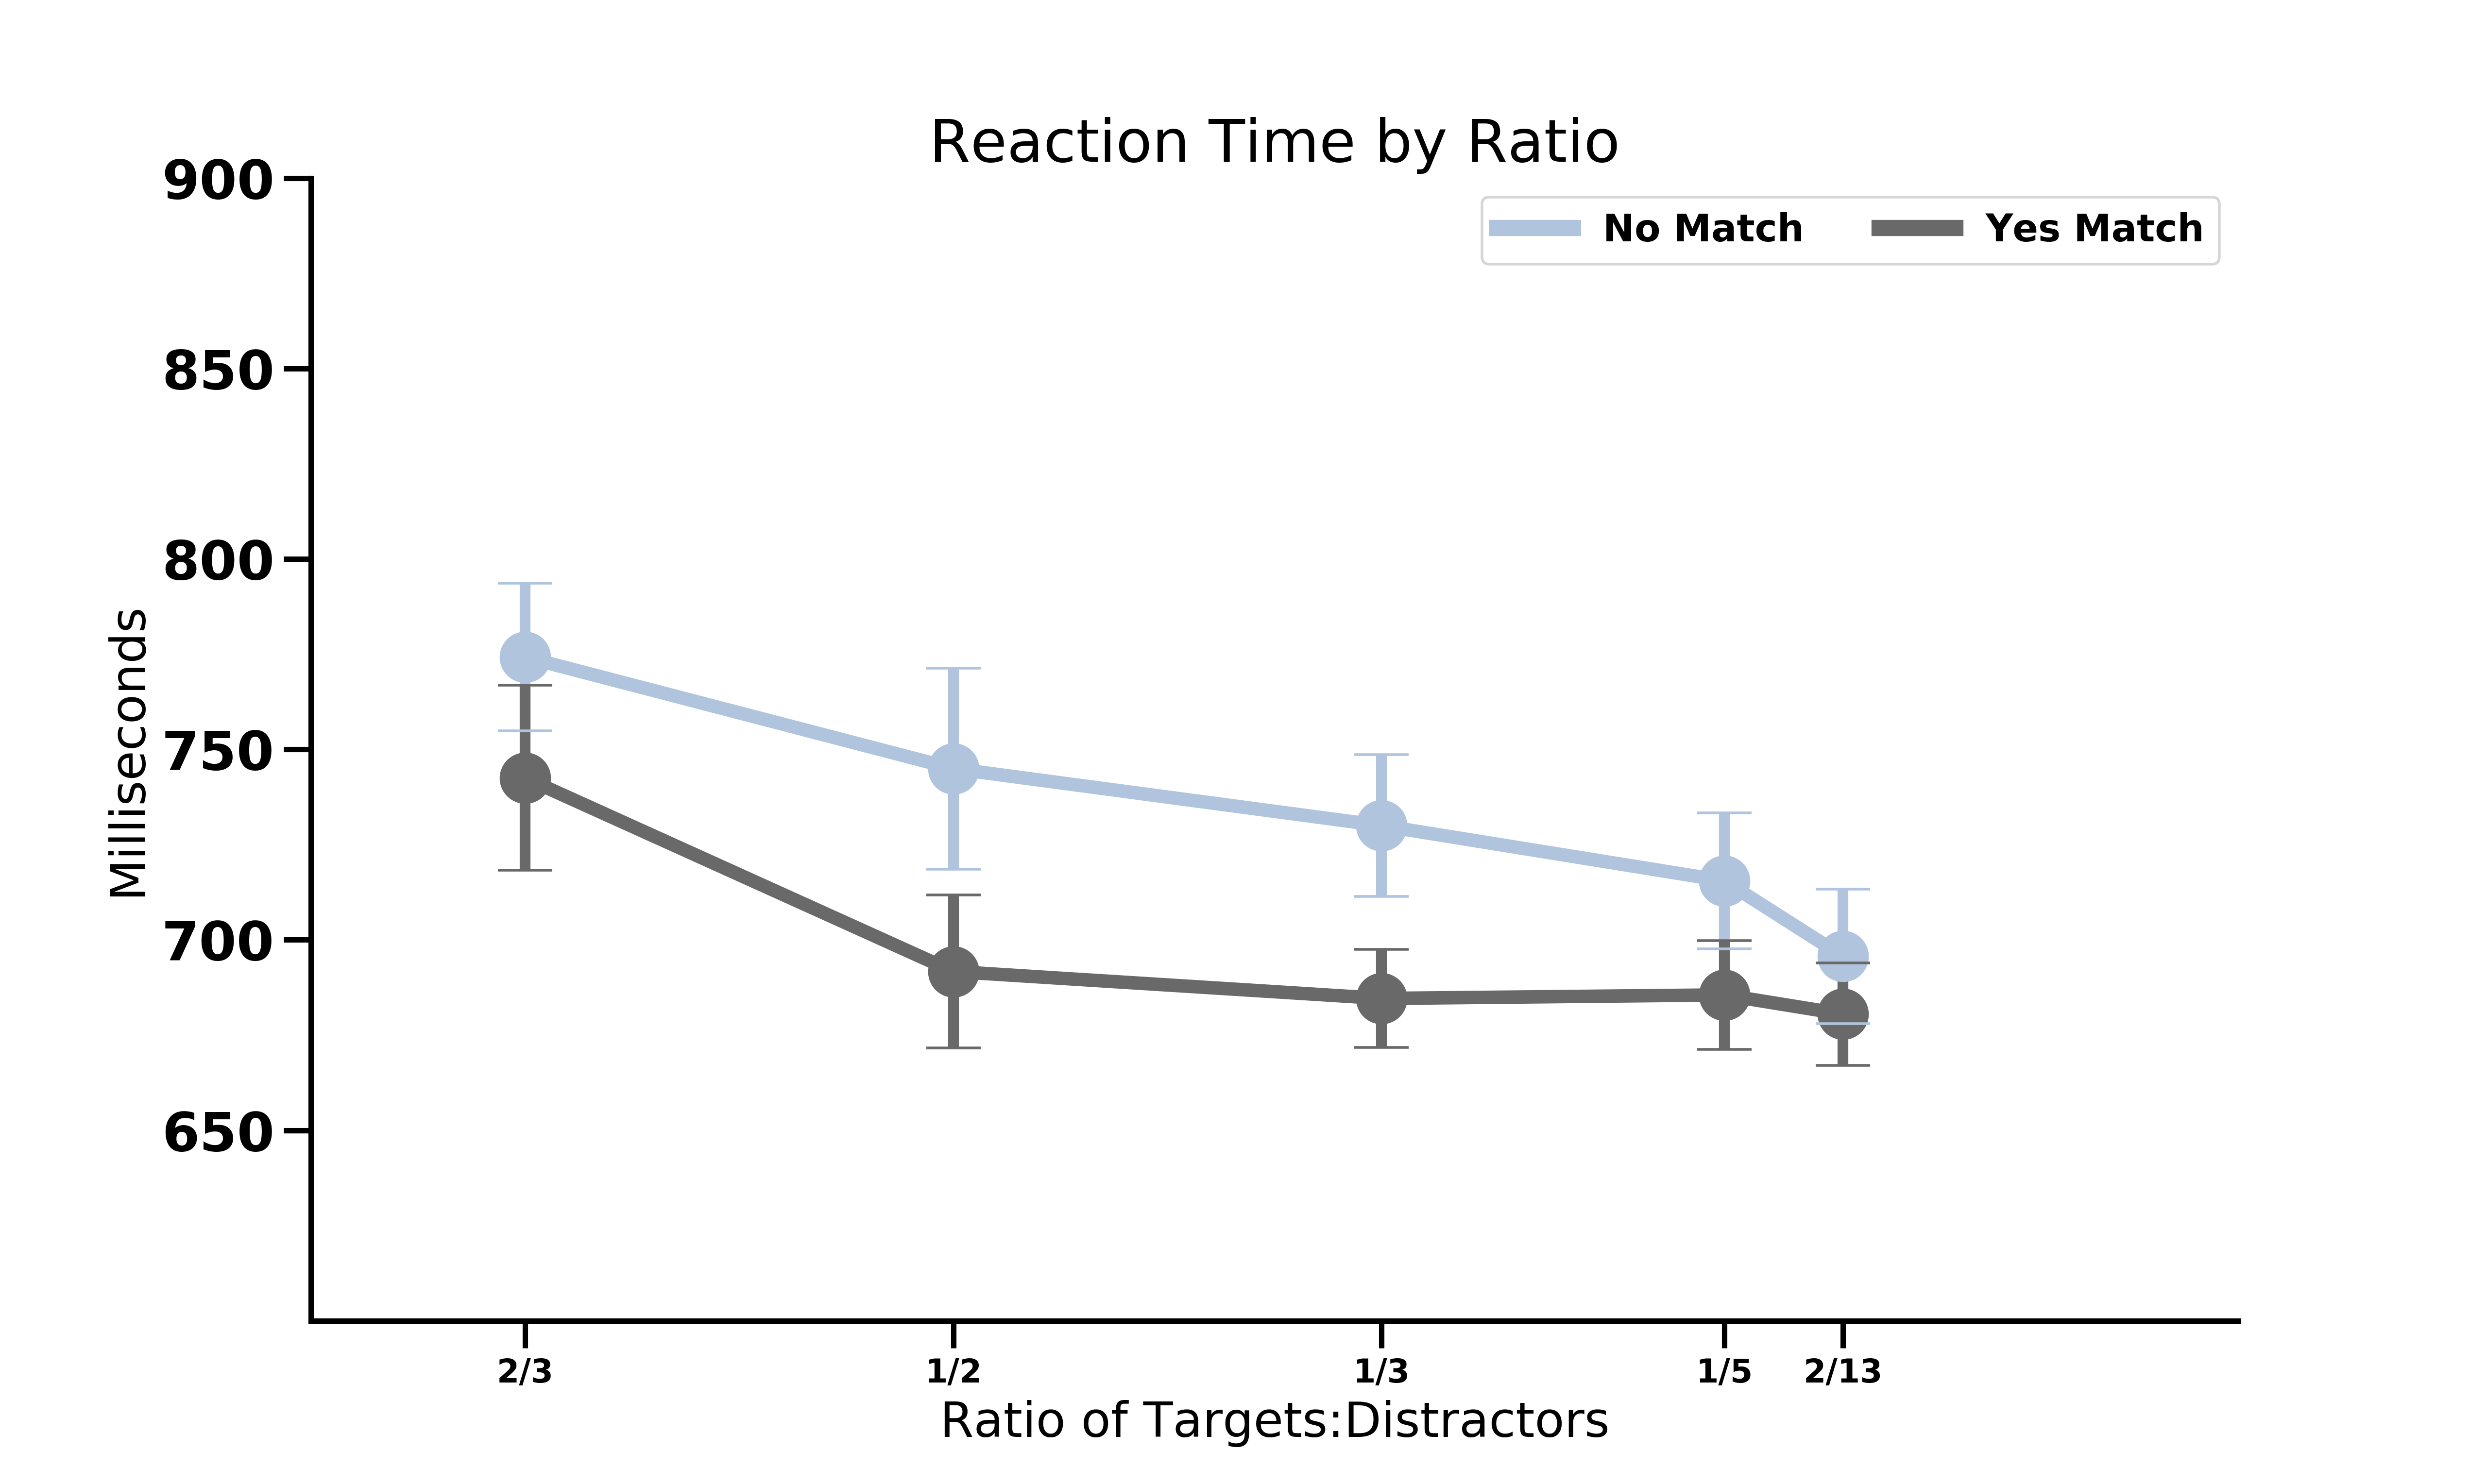 Reaction Time by Ratio
No Match Yes Match
900
850
800
750
700
650
Milliseconds
2/3 1/2 1/3 1/5 2/13
Ratio of Targets:Distractors